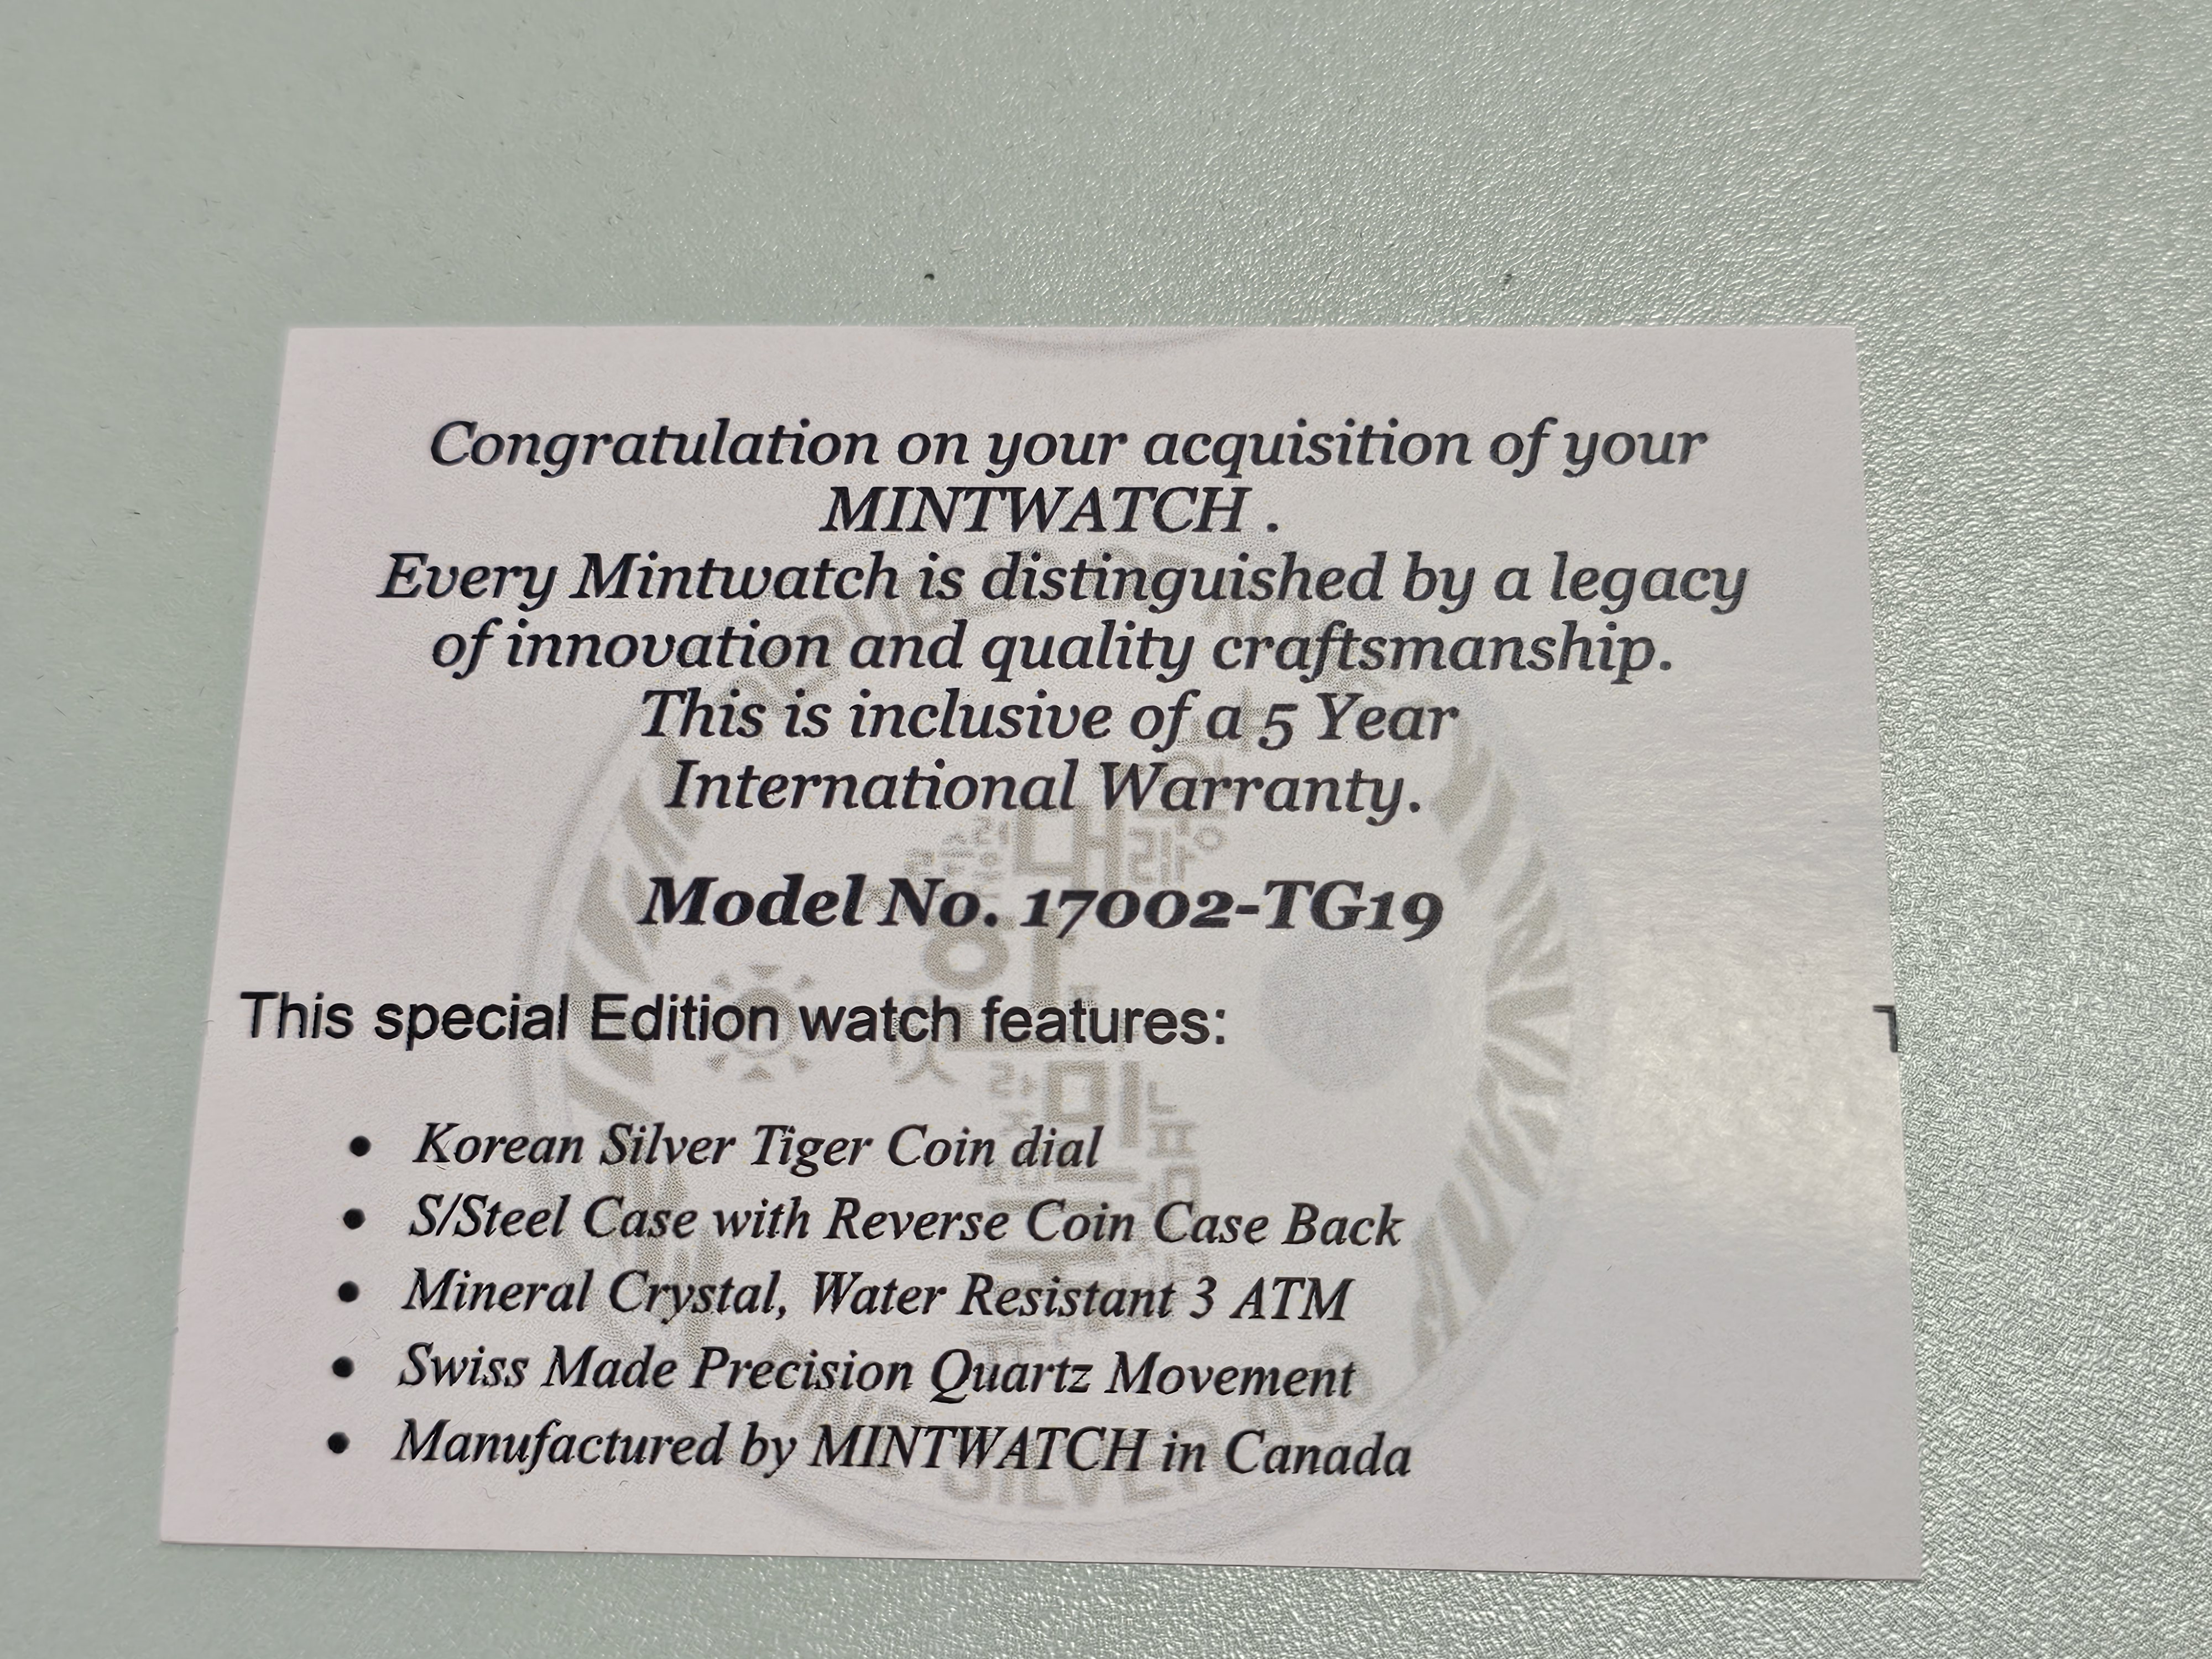 Congratulation on your acquisition of your
MINTWATCH .
Every Mintwatch is distinguished by a legacy
of innovation and quality craftsmanship.
This is inclusive of a 5 Year
International Warranty.
Model No. 17002-TG19
This special Edition watch features:
• Korean Silver Tiger Coin dial
• S/Steel Case with Reverse Coin Case Back
• Mineral Crystal, Water Resistant 3 ATM
• Swiss Made Precision Quartz Movement
• Manufactured by MINTWATCH in Canada